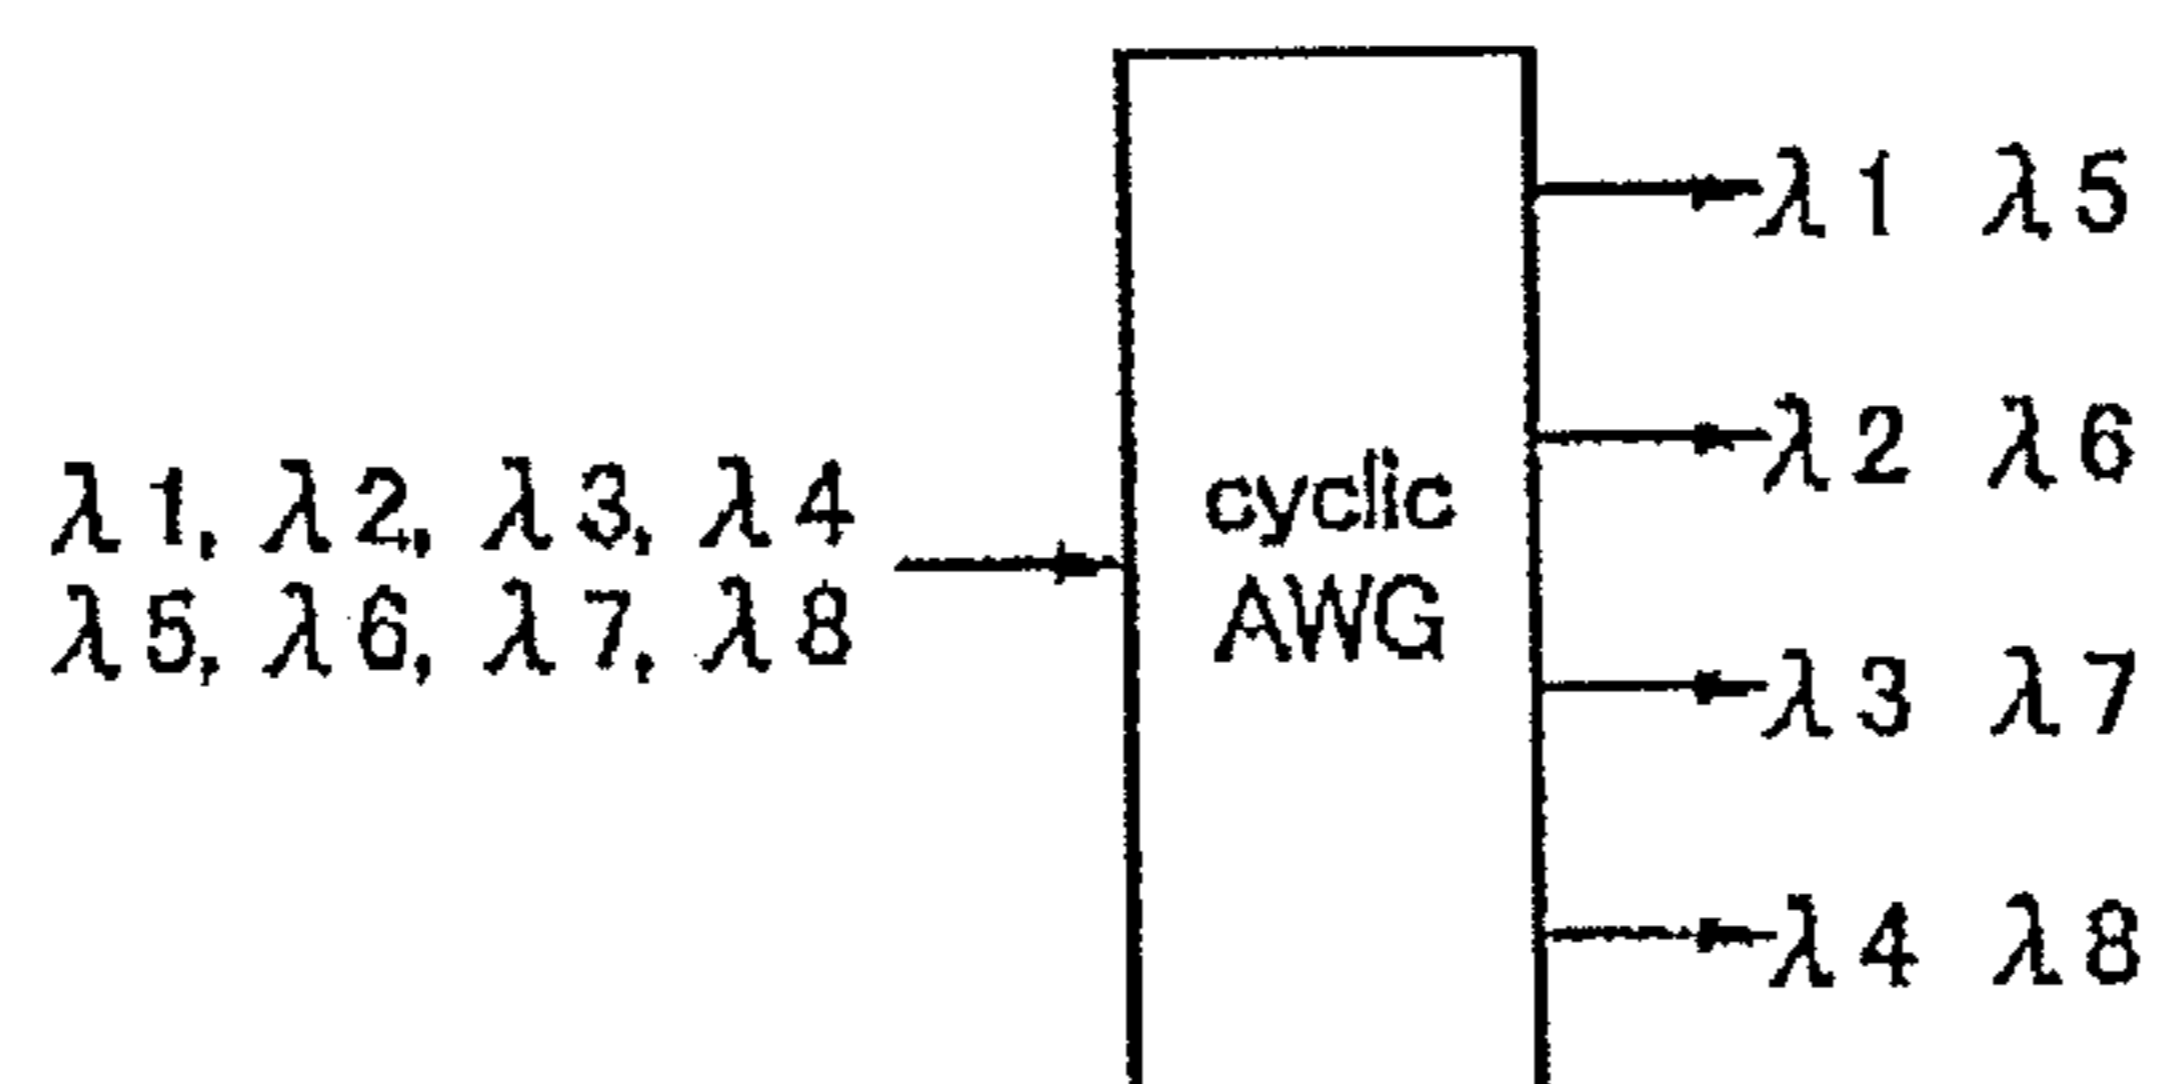 λ1, λ2, λ3, λ4
λ5, λ6, λ7, λ8
cyclic
AWG
λ1 λ5
λ2 λ6
λ3 λ7
λ4 λ8